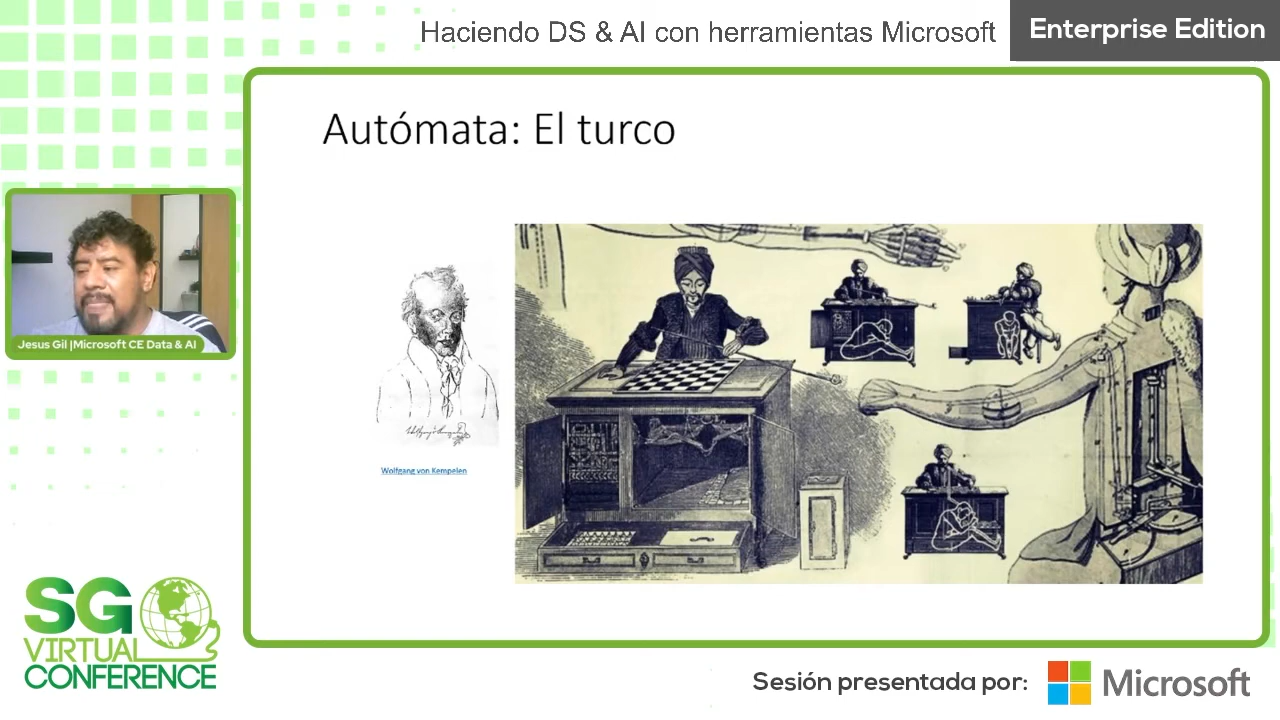 Haciendo DS & AI con herramientas Microsoft
Enterprise Edition
Autómata: El turco
Jesus Gil |Microsoft CE Data & AI
Wolfgang von Kempelen
SG
VIRTUAL
CONFERENCE
Sesión presentada por:
Microsoft